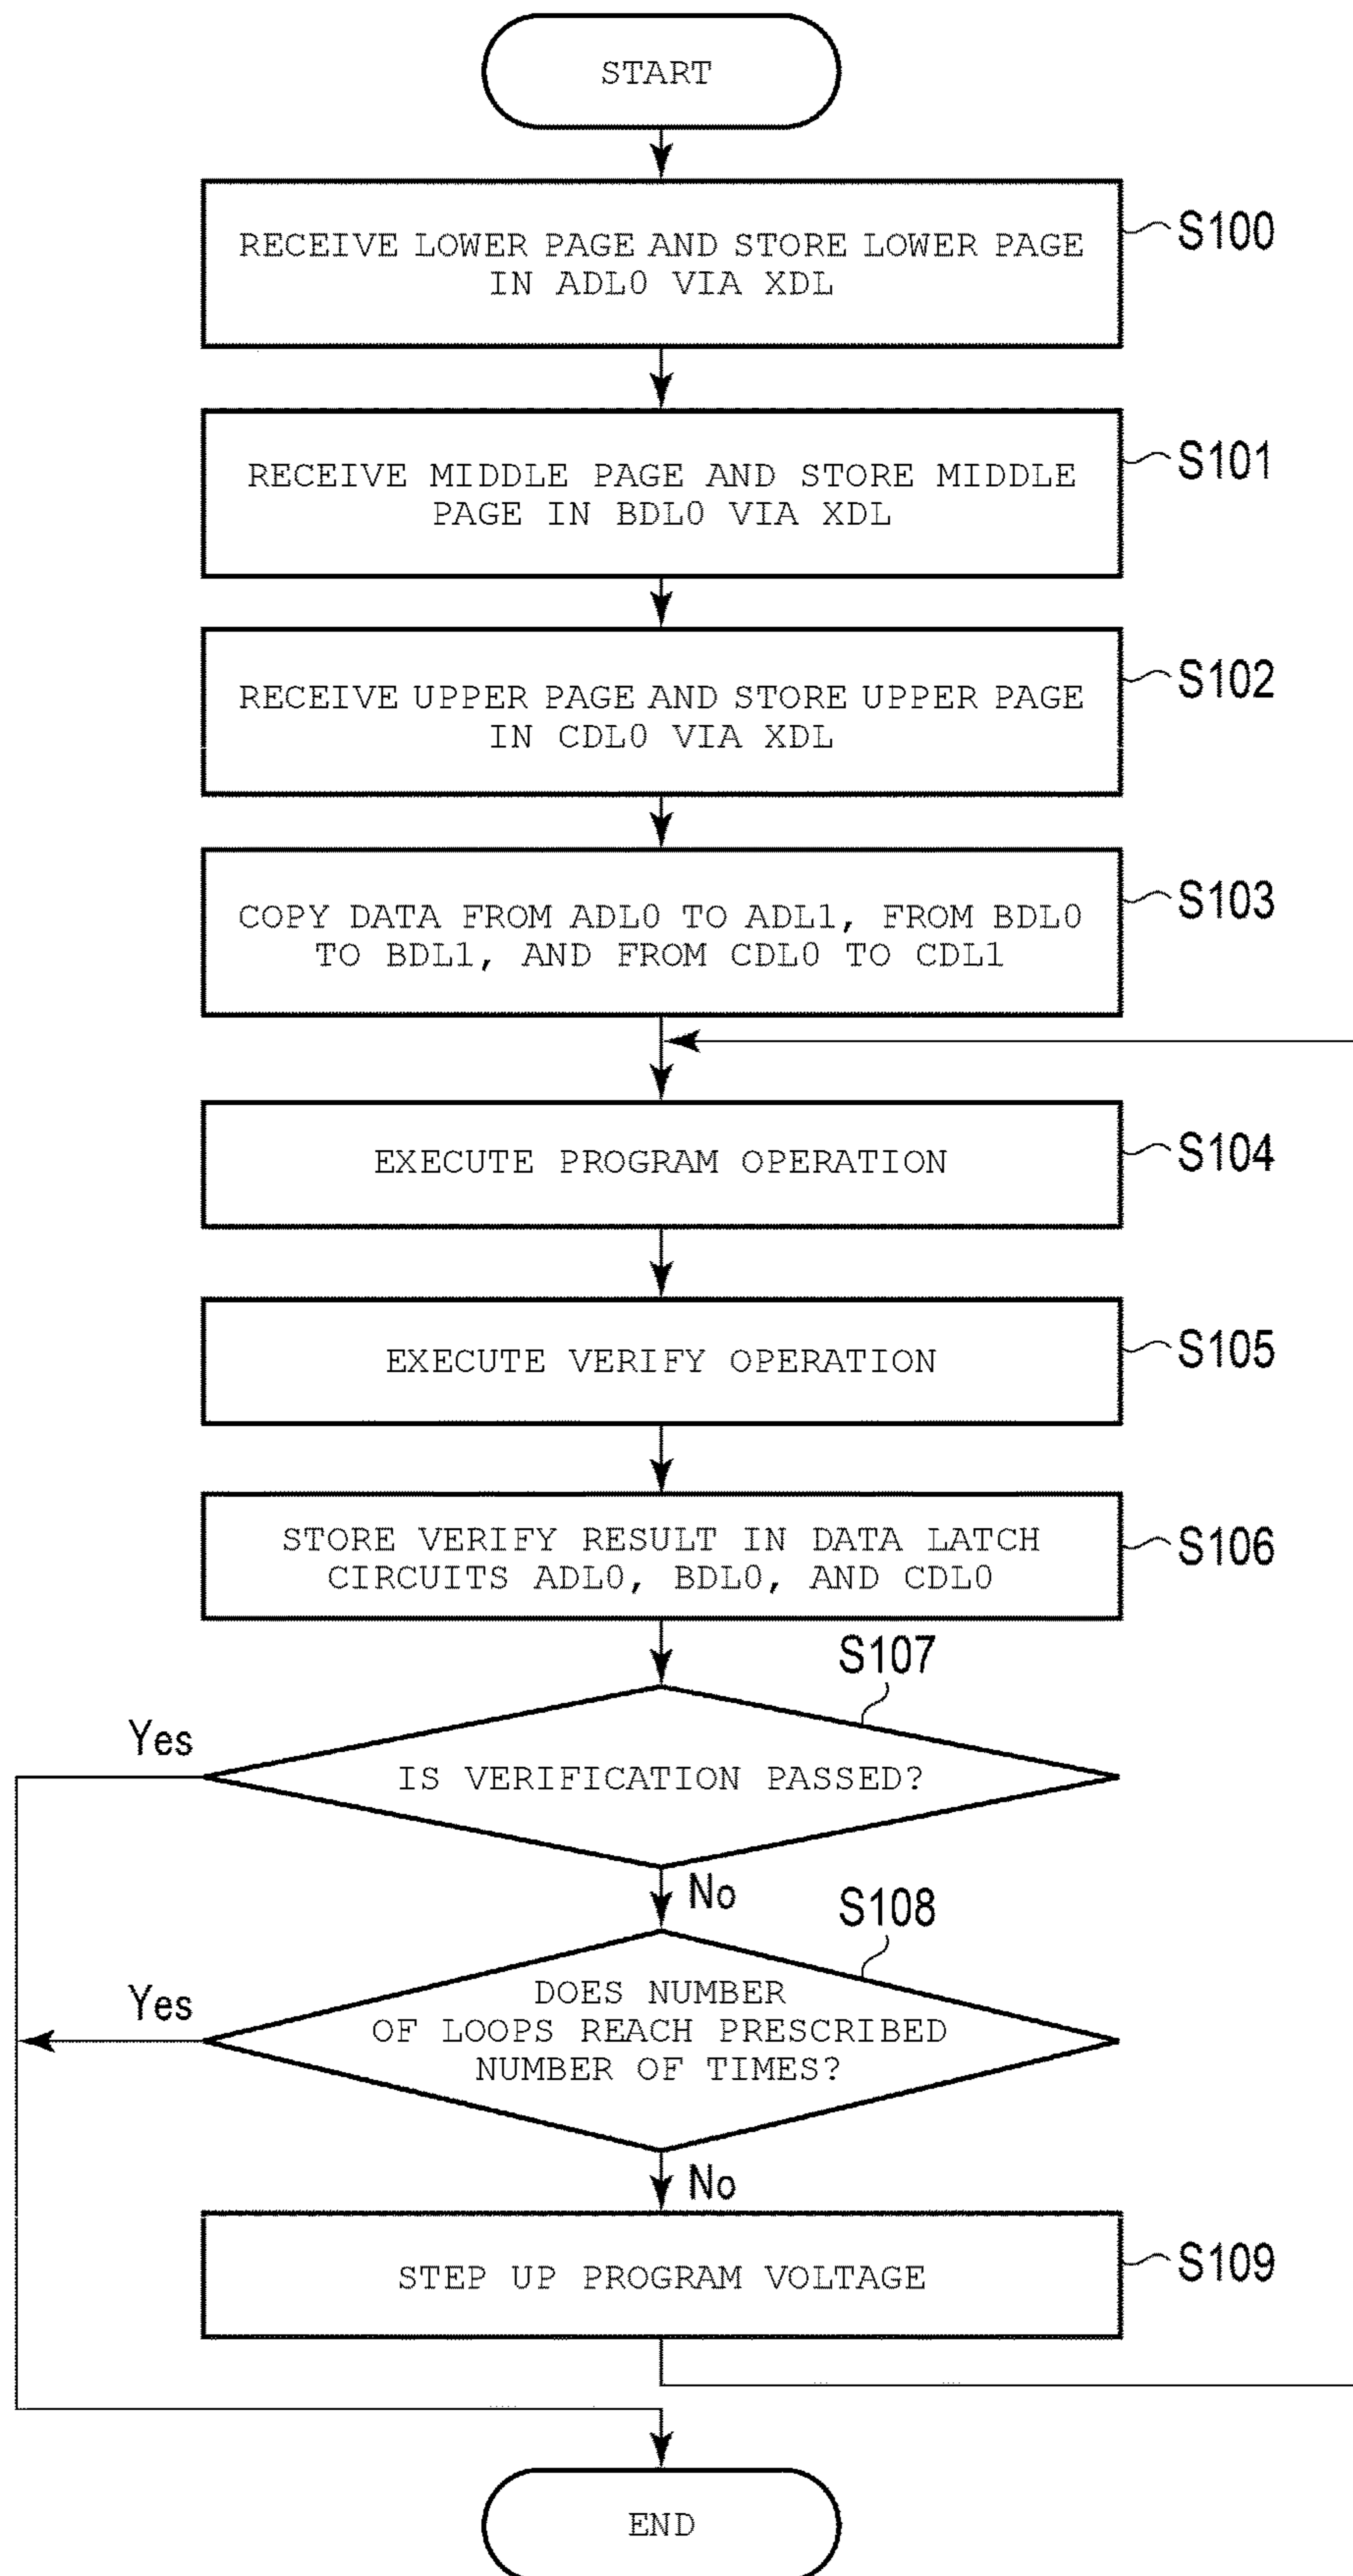 START
RECEIVE LOWER PAGE AND STORE LOWER PAGE
IN ADL0 VIA XDL
S100
RECEIVE MIDDLE PAGE AND STORE MIDDLE
PAGE IN BDL0 VIA XDL
S101
RECEIVE UPPER PAGE AND STORE UPPER PAGE
IN CDL0 VIA XDL
S102
COPY DATA FROM ADL0 TO ADL1, FROM BDL0
TO BDL1, AND FROM CDL0 TO CDL1
S103
EXECUTE PROGRAM OPERATION
S104
EXECUTE VERIFY OPERATION
S105
STORE VERIFY RESULT IN DATA LATCH
CIRCUITS ADL0, BDL0, AND CDL0
S106
S107
Yes
IS VERIFICATION PASSED?
No
S108
Yes
DOES NUMBER
OF LOOPS REACH PRESCRIBED
NUMBER OF TIMES?
No
STEP UP PROGRAM VOLTAGE
S109
END